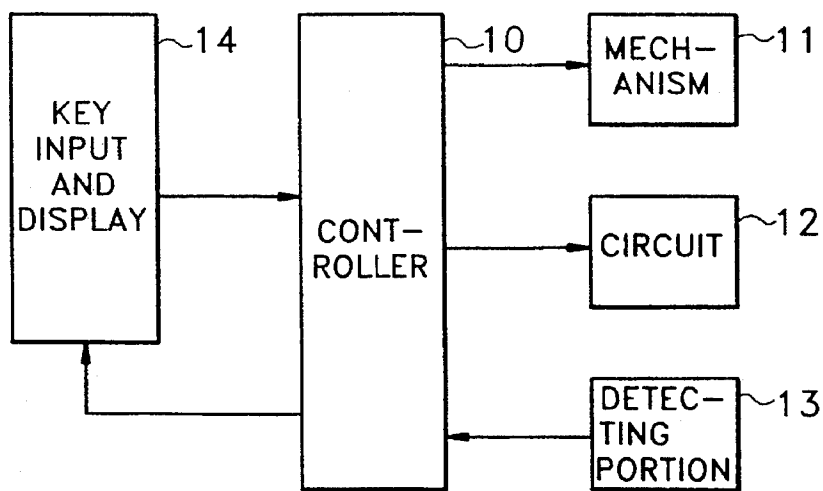 14
KEY
INPUT
AND
DISPLAY
10
CONT-
ROLLER
11
MECH-
ANISM
12
CIRCUIT
13
DETEC-
TING
PORTION